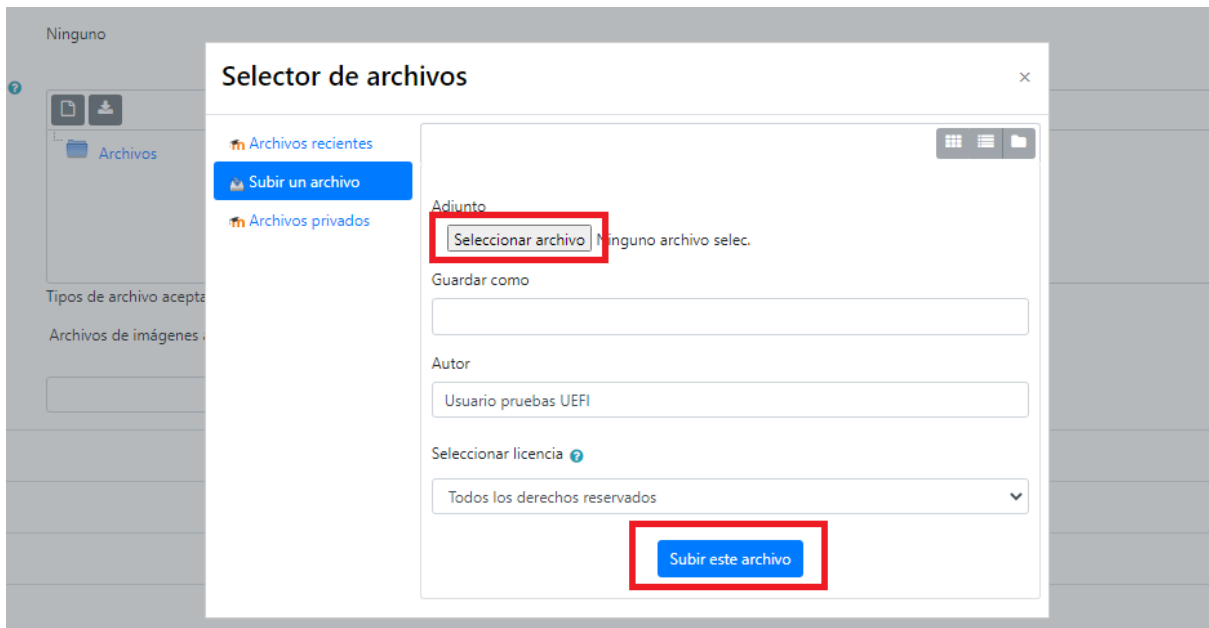 Ninguno
Selector de archivos
×
Archivos
Archivos recientes
Subir un archivo
Archivos privados
Adjunto
Seleccionar archivo Ninguno archivo selec.
Guardar como
Tipos de archivo acepta
Archivos de imágenes
Autor
Usuario pruebas UEFI
Seleccionar licencia
Todos los derechos reservados
Subir este archivo